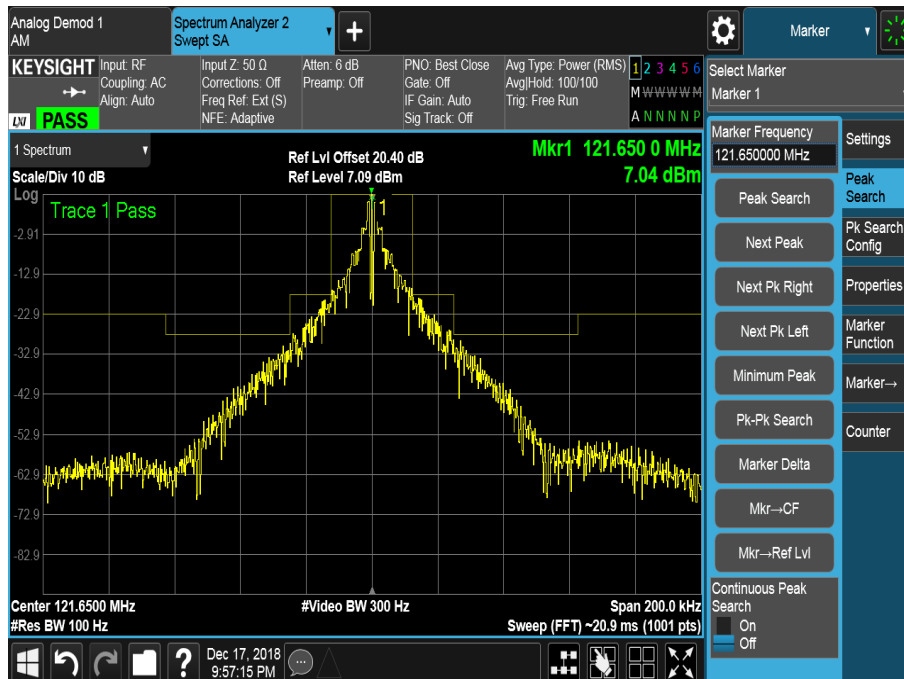 Analog Demod 1
AM
Spectrum Analyzer 2
Swept SA
Marker
KEYSIGHT
Input: RF
Coupling: AC
Align: Auto
Input Z: 50 Ω
Corrections: Off
Freq Ref: Ext (S)
NFE: Adaptive
Atten: 6 dB
Preamp: Off
PNO: Best Close
Gate: Off
IF Gain: Auto
Sig Track: Off
Avg Type: Power (RMS)
Avg|Hold: 100/100
Trig: Free Run
1 2 3 4 5 6
M W W W W M
A N N N N P
LXI PASS
Select Marker
Marker 1
1 Spectrum
Scale/Div 10 dB
Ref Lvl Offset 20.40 dB
Ref Level 7.09 dBm
Mkr1 121.650 0 MHz
7.04 dBm
Log
Trace 1 Pass
1
-2.91
-12.9
-22.9
-32.9
-42.9
-52.9
-62.9
-72.9
-82.9
Center 121.6500 MHz
#Res BW 100 Hz
#Video BW 300 Hz
Span 200.0 kHz
Sweep (FFT) ~20.9 ms (1001 pts)
Marker Frequency
121.650000 MHz
Peak Search
Next Peak
Next Pk Right
Next Pk Left
Minimum Peak
Pk-Pk Search
Marker Delta
Mkr→CF
Mkr→Ref Lvl
Continuous Peak
Search
On
Off
Settings
Peak
Search
Pk Search
Config
Properties
Marker
Function
Marker→
Counter
?
Dec 17, 2018
9:57:15 PM